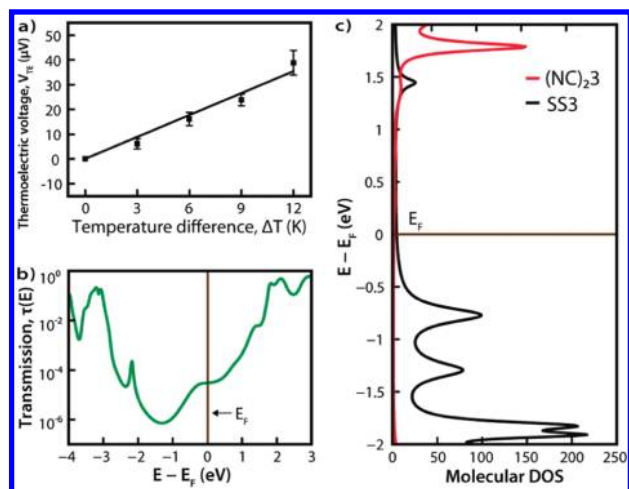 a)
Thermoelectric voltage, V_TE (µV)
50
40
30
20
10
0
-10
0 3 6 9 12
Temperature difference, ΔT (K)
b)
Transmission, τ(E)
10^0
10^-2
10^-4
10^-6
E_F
−4 −3 −2 −1 0 1 2 3
E − E_F (eV)
c)
E − E_F (eV)
2
1.5
1
0.5
0
−0.5
−1
−1.5
−2
(NC)₂3
SS3
E_F
0 50 100 150 200 250
Molecular DOS